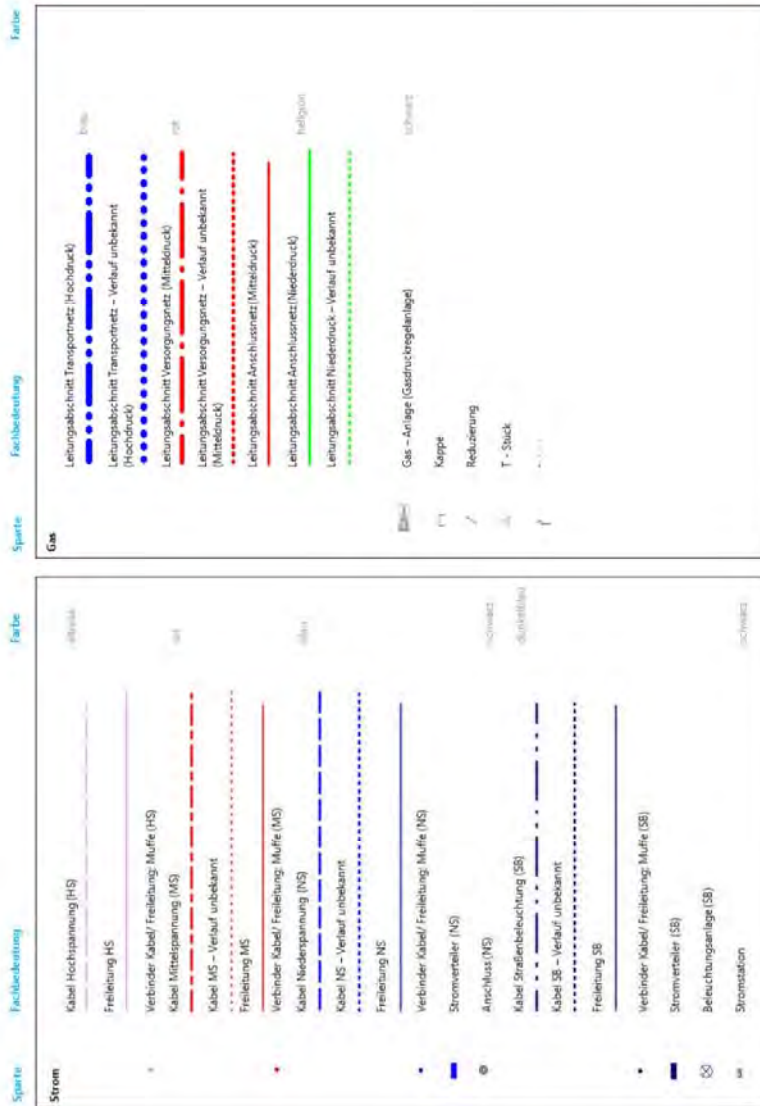 Sparte Fachbedeutung Farbe
Strom
Kabel Hochspannung (HS)
Freileitung HS
Verbinder Kabel/ Freileitung: Muffe (HS)
Kabel Mittelspannung (MS)
rot
Kabel MS – Verlauf unbekannt
Freileitung MS
Verbinder Kabel/ Freileitung: Muffe (MS)
Kabel Niederspannung (NS)
blau
Kabel NS – Verlauf unbekannt
Freileitung NS
Verbinder Kabel/ Freileitung: Muffe (NS)
Stromverteiler (NS)
Anschluss (NS)
schwarz
Kabel Straßenbeleuchtung (SB)
dunkelblau
Kabel SB – Verlauf unbekannt
Freileitung SB
Verbinder Kabel/ Freileitung: Muffe (SB)
Stromverteiler (SB)
Beleuchtungsanlage (SB)
Stromstation
schwarz
Sparte Fachbedeutung Farbe
Gas
Leitungsabschnitt Transportnetz (Hochdruck)
blau
Leitungsabschnitt Transportnetz – Verlauf unbekannt
(Hochdruck)
Leitungsabschnitt Versorgungsnetz (Mitteldruck)
rot
Leitungsabschnitt Versorgungsnetz – Verlauf unbekannt
(Mitteldruck)
Leitungsabschnitt Anschlussnetz (Mitteldruck)
Leitungsabschnitt Anschlussnetz (Niederdruck)
hellgrün
Leitungsabschnitt Niederdruck – Verlauf unbekannt
Gas – Anlage (Gasdruckregelanlage)
schwarz
Kappe
Reduzierung
T - Stück